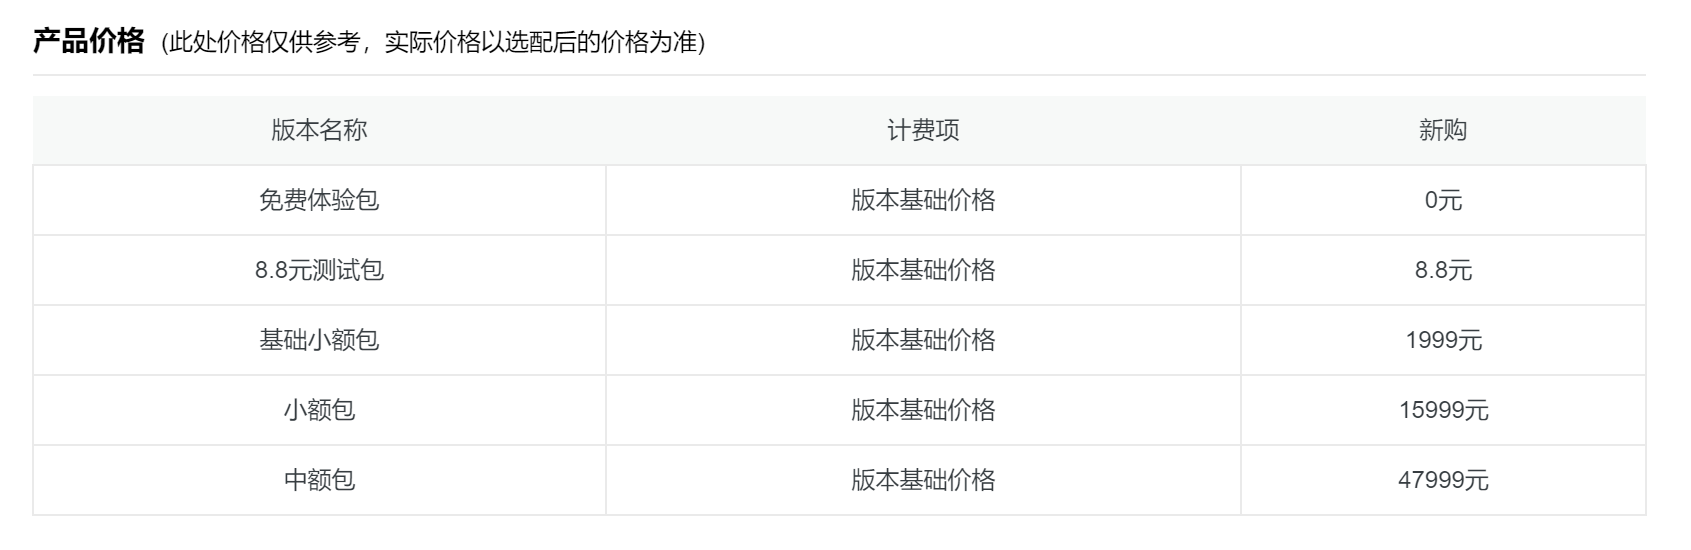 产品价格 (此处价格仅供参考，实际价格以选配后的价格为准)
版本名称 计费项 新购
免费体验包 版本基础价格 0元
8.8元测试包 版本基础价格 8.8元
基础小额包 版本基础价格 1999元
小额包 版本基础价格 15999元
中额包 版本基础价格 47999元